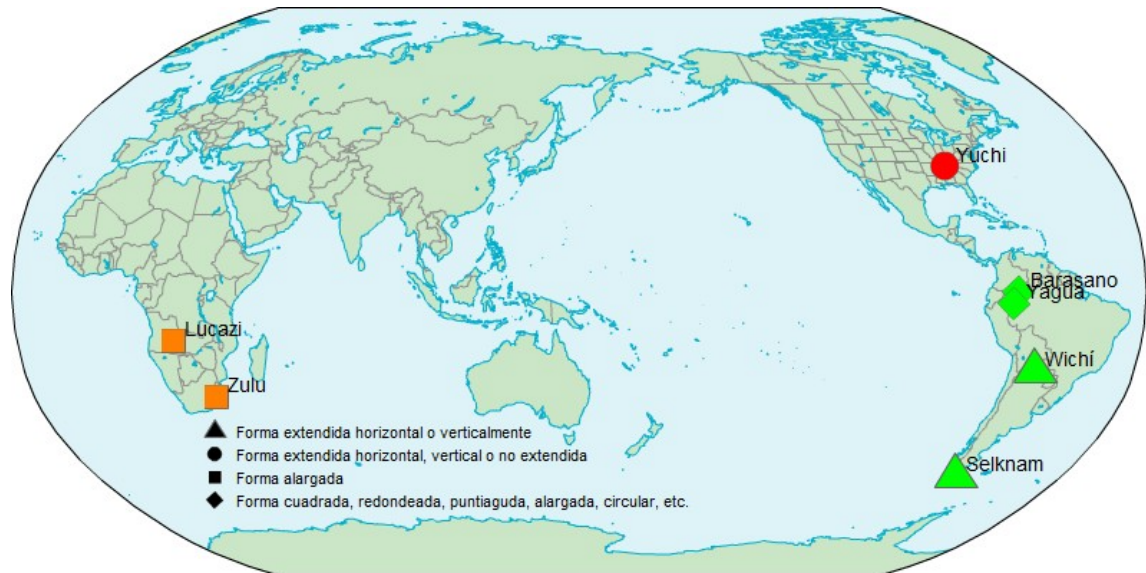 Yuchi
Barasano
Yagua
Lucazi
Wichí
Zulu
Forma extendida horizontal o verticalmente
Forma extendida horizontal, vertical o no extendida
Selknam
Forma alargada
Forma cuadrada, redondeada, puntiaguda, alargada, circular, etc.